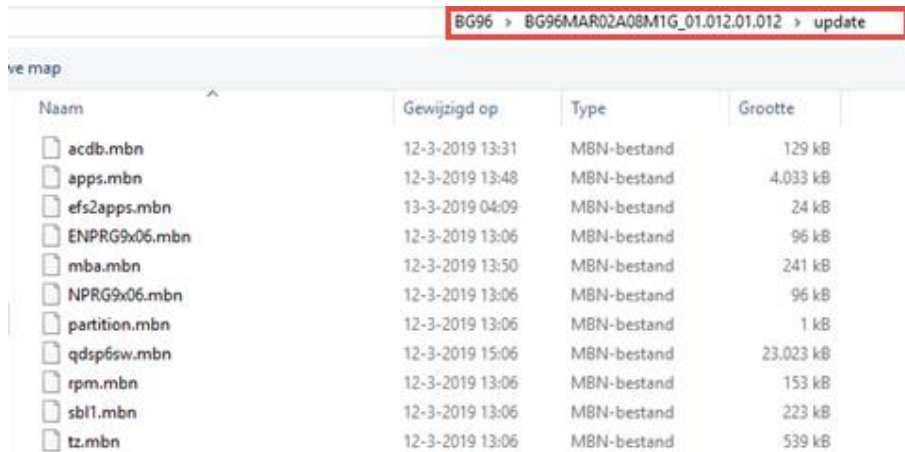 BG96 › BG96MAR02A08M1G_01.012.01.012 › update
ve map
Naam Gewijzigd op Type Grootte
acdb.mbn 12-3-2019 13:31 MBN-bestand 129 kB
apps.mbn 12-3-2019 13:48 MBN-bestand 4.033 kB
efs2apps.mbn 13-3-2019 04:09 MBN-bestand 24 kB
ENPRG9x06.mbn 12-3-2019 13:06 MBN-bestand 96 kB
mba.mbn 12-3-2019 13:50 MBN-bestand 241 kB
NPRG9x06.mbn 12-3-2019 13:06 MBN-bestand 96 kB
partition.mbn 12-3-2019 13:06 MBN-bestand 1 kB
qdsp6sw.mbn 12-3-2019 15:06 MBN-bestand 23.023 kB
rpm.mbn 12-3-2019 13:06 MBN-bestand 153 kB
sbl1.mbn 12-3-2019 13:06 MBN-bestand 223 kB
tz.mbn 12-3-2019 13:06 MBN-bestand 539 kB